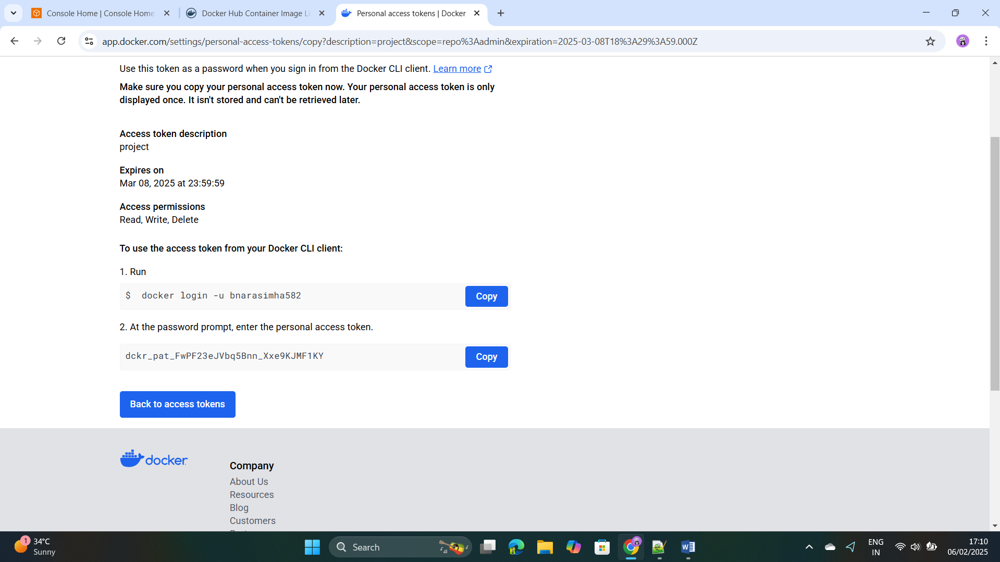 Console Home | Console Home
Docker Hub Container Image Li
Personal access tokens | Docker
app.docker.com/settings/personal-access-tokens/copy?description=project&scope=repo%3Aadmin&expiration=2025-03-08T18%3A29%3A59.000Z
Use this token as a password when you sign in from the Docker CLI client. Learn more
Make sure you copy your personal access token now. Your personal access token is only
displayed once. It isn't stored and can't be retrieved later.
Access token description
project
Expires on
Mar 08, 2025 at 23:59:59
Access permissions
Read, Write, Delete
To use the access token from your Docker CLI client:
1. Run
$ docker login -u bnarasimha582
Copy
2. At the password prompt, enter the personal access token.
dckr_pat_FwPF23eJVbq5Bnn_Xxe9KJMF1KY
Copy
Back to access tokens
docker
Company
About Us
Resources
Blog
Customers
1
34°C
Sunny
Search
ENG
IN
17:10
06/02/2025